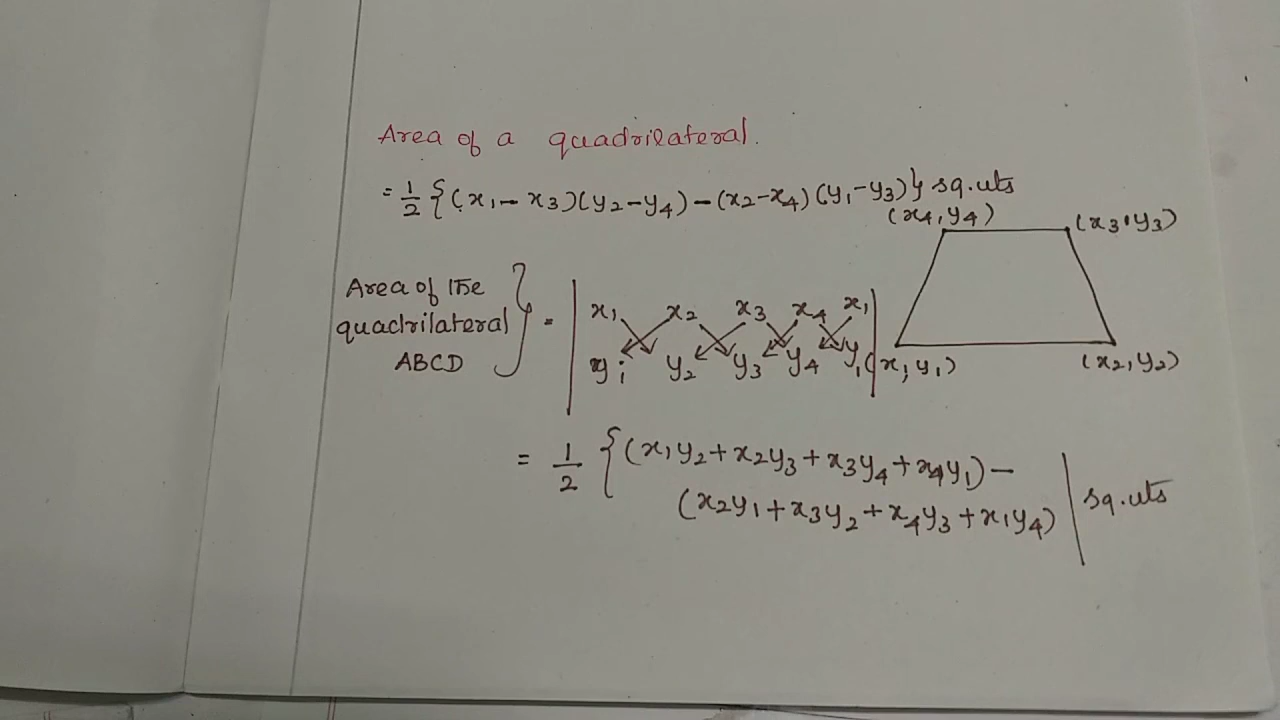 Area of a quadrilateral.
= 1/2 {(x₁-x₃)(y₂-y₄)-(x₂-x₄)(y₁-y₃)} sq.uts
(x₄,y₄) (x₃,y₃)
Area of the
quadrilateral } =
ABCD
| x₁ x₂ x₃ x₄ x₁ |
| y₁ y₂ y₃ y₄ y₁ |
(x₁,y₁) (x₂,y₂)
= 1/2 {(x₁y₂+x₂y₃+x₃y₄+x₄y₁)-
(x₂y₁+x₃y₂+x₄y₃+x₁y₄) | sq.uts